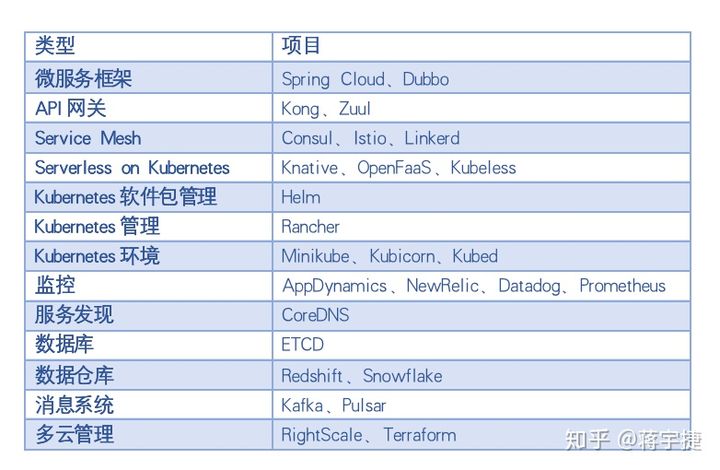 类型 项目
微服务框架 Spring Cloud、Dubbo
API 网关 Kong、Zuul
Service Mesh Consul、Istio、Linkerd
Serverless on Kubernetes Knative、OpenFaaS、Kubeless
Kubernetes 软件包管理 Helm
Kubernetes 管理 Rancher
Kubernetes 环境 Minikube、Kubicorn、Kubed
监控 AppDynamics、NewRelic、Datadog、Prometheus
服务发现 CoreDNS
数据库 ETCD
数据仓库 Redshift、Snowflake
消息系统 Kafka、Pulsar
多云管理 RightScale、Terraform
知乎 @蒋宇捷